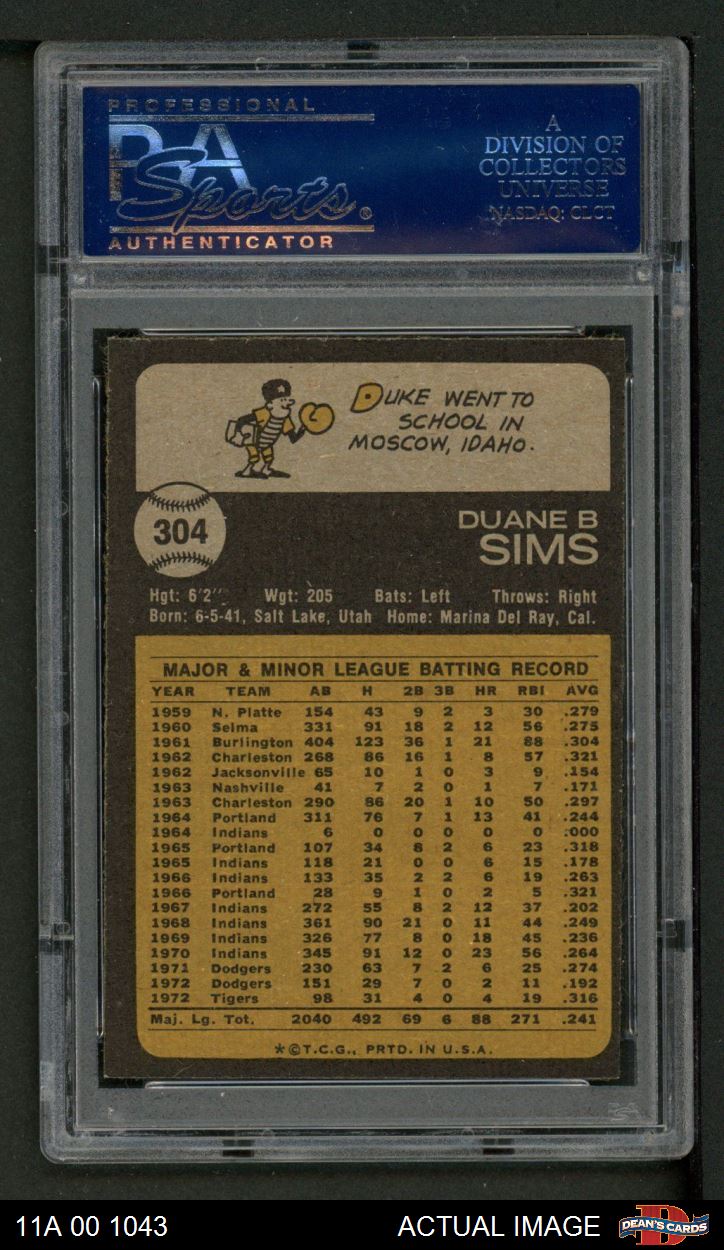 PROFESSIONAL
PSA
Sports®
AUTHENTICATOR
A
DIVISION OF
COLLECTORS
UNIVERSE
NASDAQ: CLCT
DUKE WENT TO
SCHOOL IN
MOSCOW, IDAHO.
304
DUANE B
SIMS
Hgt: 6'2" Wgt: 205 Bats: Left Throws: Right
Born: 6-5-41, Salt Lake, Utah Home: Marina Del Ray, Cal.
MAJOR & MINOR LEAGUE BATTING RECORD
YEAR TEAM AB H 2B 3B HR RBI AVG
1959 N. Platte 154 43 9 2 3 30 .279
1960 Selma 331 91 18 2 12 56 .275
1961 Burlington 404 123 36 1 21 88 .304
1962 Charleston 268 86 16 1 8 57 .321
1962 Jacksonville 65 10 1 0 3 9 .154
1963 Nashville 41 7 2 0 1 7 .171
1963 Charleston 290 86 20 1 10 50 .297
1964 Portland 311 76 7 1 13 41 .244
1964 Indians 6 0 0 0 0 0 .000
1965 Portland 107 34 8 2 6 23 .318
1965 Indians 118 21 0 0 6 15 .178
1966 Indians 133 35 2 2 6 19 .263
1966 Portland 28 9 1 0 2 5 .321
1967 Indians 272 55 8 2 12 37 .202
1968 Indians 361 90 21 0 11 44 .249
1969 Indians 326 77 8 0 18 45 .236
1970 Indians 345 91 12 0 23 56 .264
1971 Dodgers 230 63 7 2 6 25 .274
1972 Dodgers 151 29 7 0 2 11 .192
1972 Tigers 98 31 4 0 4 19 .316
Maj. Lg. Tot. 2040 492 69 6 88 271 .241
*©T.C.G., PRTD. IN U.S.A.
11A 00 1043 ACTUAL IMAGE DEAN'S CARDS